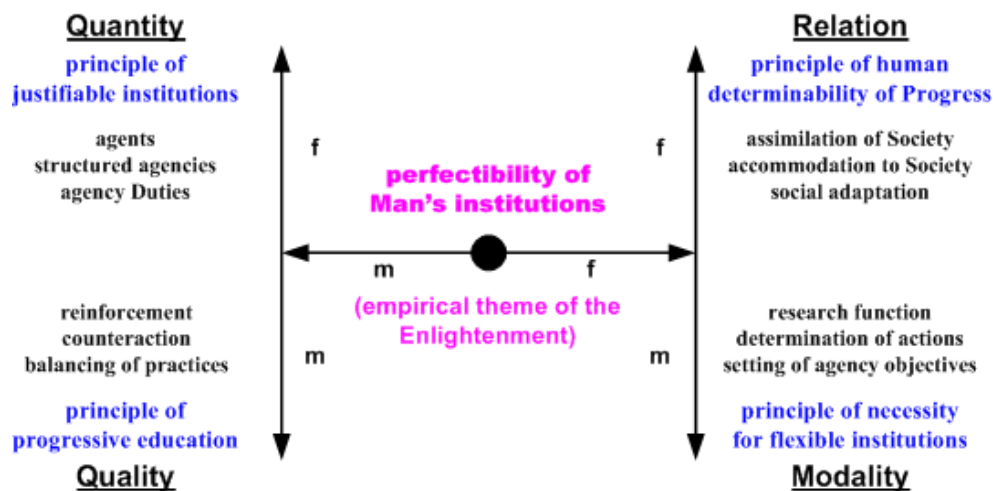 Quantity
principle of
justifiable institutions
agents
structured agencies
agency Duties
reinforcement
counteraction
balancing of practices
principle of
progressive education
Quality
f
m
perfectibility of
Man's institutions
m
f
(empirical theme of the
Enlightenment)
f
m
Relation
principle of human
determinability of Progress
assimilation of Society
accommodation to Society
social adaptation
research function
determination of actions
setting of agency objectives
principle of necessity
for flexible institutions
Modality